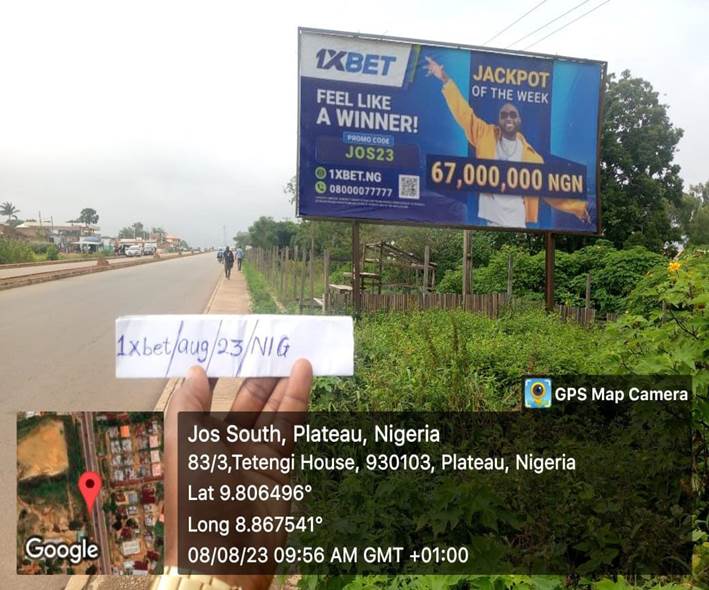 1XBET
FEEL LIKE
A WINNER!
PROMO CODE
JOS23
1XBET.NG
08000077777
JACKPOT
OF THE WEEK
67,000,000 NGN
1xbet/aug/23/NIG
GPS Map Camera
Jos South, Plateau, Nigeria
83/3,Tetengi House, 930103, Plateau, Nigeria
Lat 9.806496°
Long 8.867541°
08/08/23 09:56 AM GMT +01:00
Google